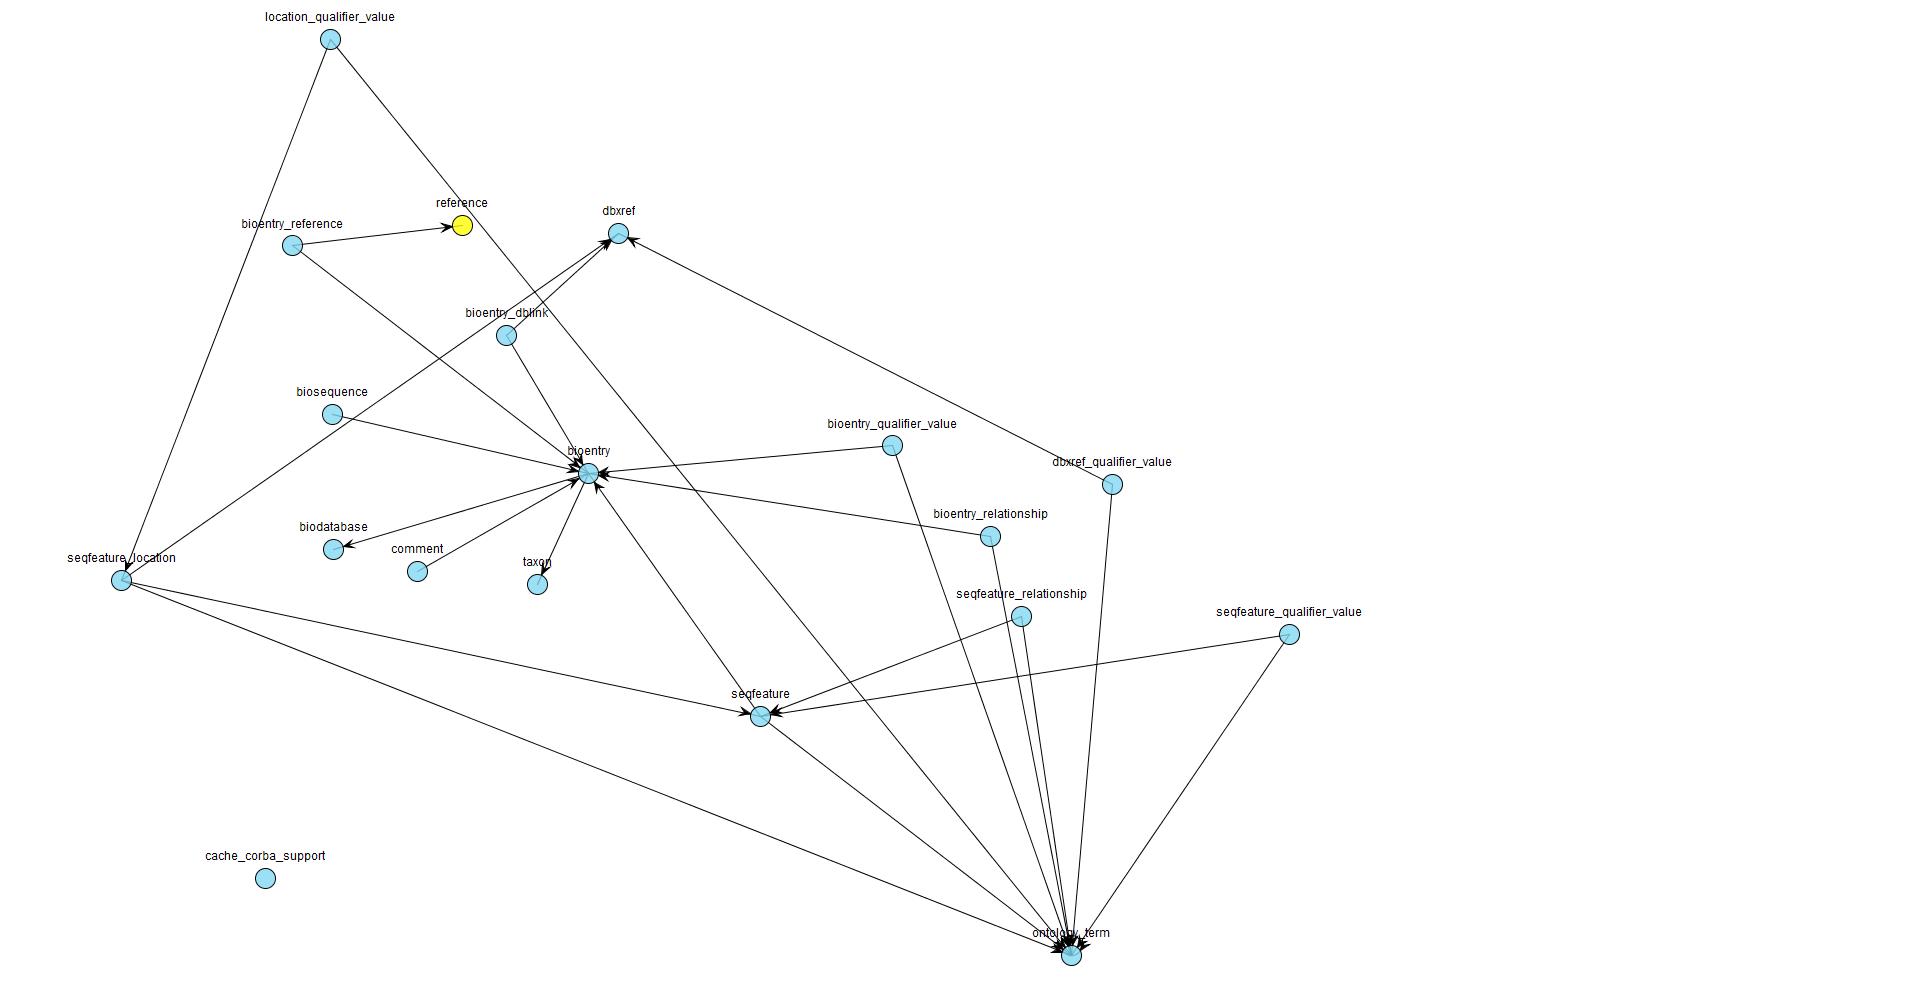 location_qualifier_value
reference
dbxref
bioentry_reference
bioentry_dblink
biosequence
bioentry_qualifier_value
bioentry
dbxref_qualifier_value
bioentry_relationship
biodatabase
comment
seqfeature_location
taxon
seqfeature_relationship
seqfeature_qualifier_value
seqfeature
cache_corba_support
ontology_term